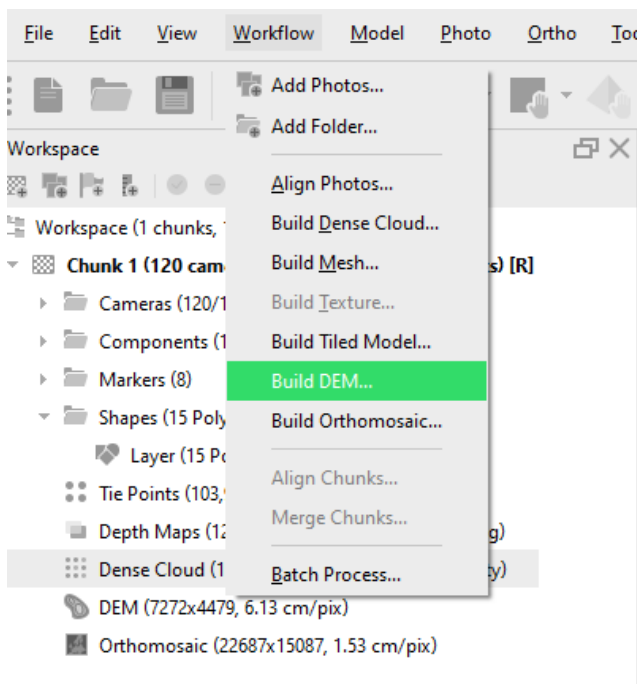 File Edit View Workflow Model Photo Ortho
Add Photos...
Add Folder...
Workspace
Align Photos...
Workspace (1 chunks,
Build Dense Cloud...
Chunk 1 (120 cam
s) [R]
Build Mesh...
Cameras (120/1
Build Texture...
Components (1
Build Tiled Model...
Markers (8)
Build DEM...
Shapes (15 Poly
Build Orthomosaic...
Layer (15 Po
Align Chunks...
Tie Points (103,
Merge Chunks...
Depth Maps (12
g)
Dense Cloud (1
Batch Process...
ty)
DEM (7272x4479, 6.13 cm/pix)
Orthomosaic (22687x15087, 1.53 cm/pix)